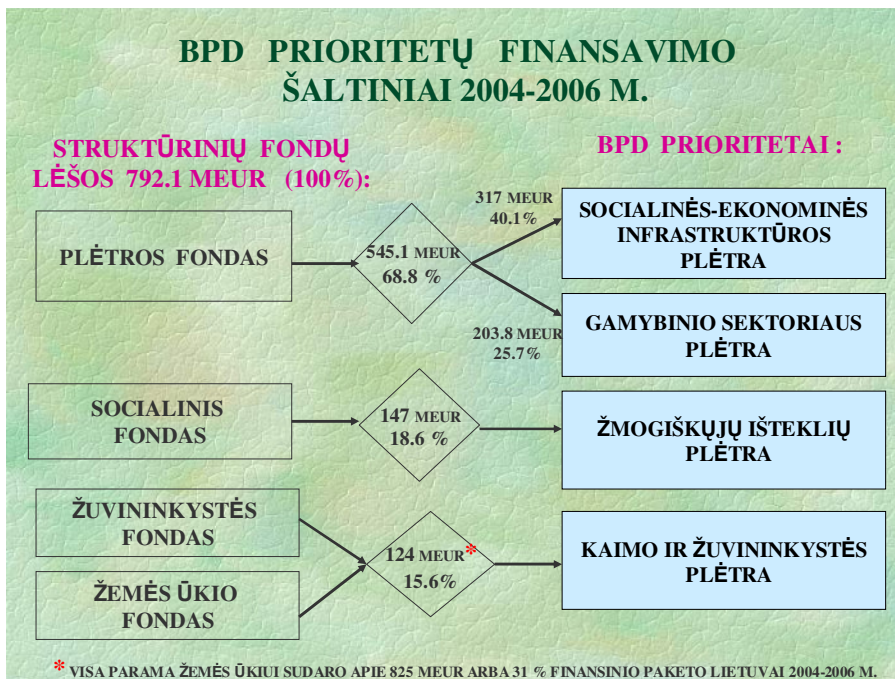 BPD PRIORITETŲ FINANSAVIMO
ŠALTINIAI 2004-2006 M.
STRUKTŪRINIŲ FONDŲ
LĖŠOS 792.1 MEUR (100%):
BPD PRIORITETAI :
PLĖTROS FONDAS
545.1 MEUR
68.8 %
317 MEUR
40.1%
SOCIALINĖS-EKONOMINĖS
INFRASTRUKTŪROS
PLĖTRA
203.8 MEUR
25.7%
GAMYBINIO SEKTORIAUS
PLĖTRA
SOCIALINIS
FONDAS
147 MEUR
18.6 %
ŽMOGIŠKŲJŲ IŠTEKLIŲ
PLĖTRA
ŽUVININKYSTĖS
FONDAS
ŽEMĖS ŪKIO
FONDAS
124 MEUR*
15.6%
KAIMO IR ŽUVININKYSTĖS
PLĖTRA
* VISA PARAMA ŽEMĖS ŪKIUI SUDARO APIE 825 MEUR ARBA 31 % FINANSINIO PAKETO LIETUVAI 2004-2006 M.